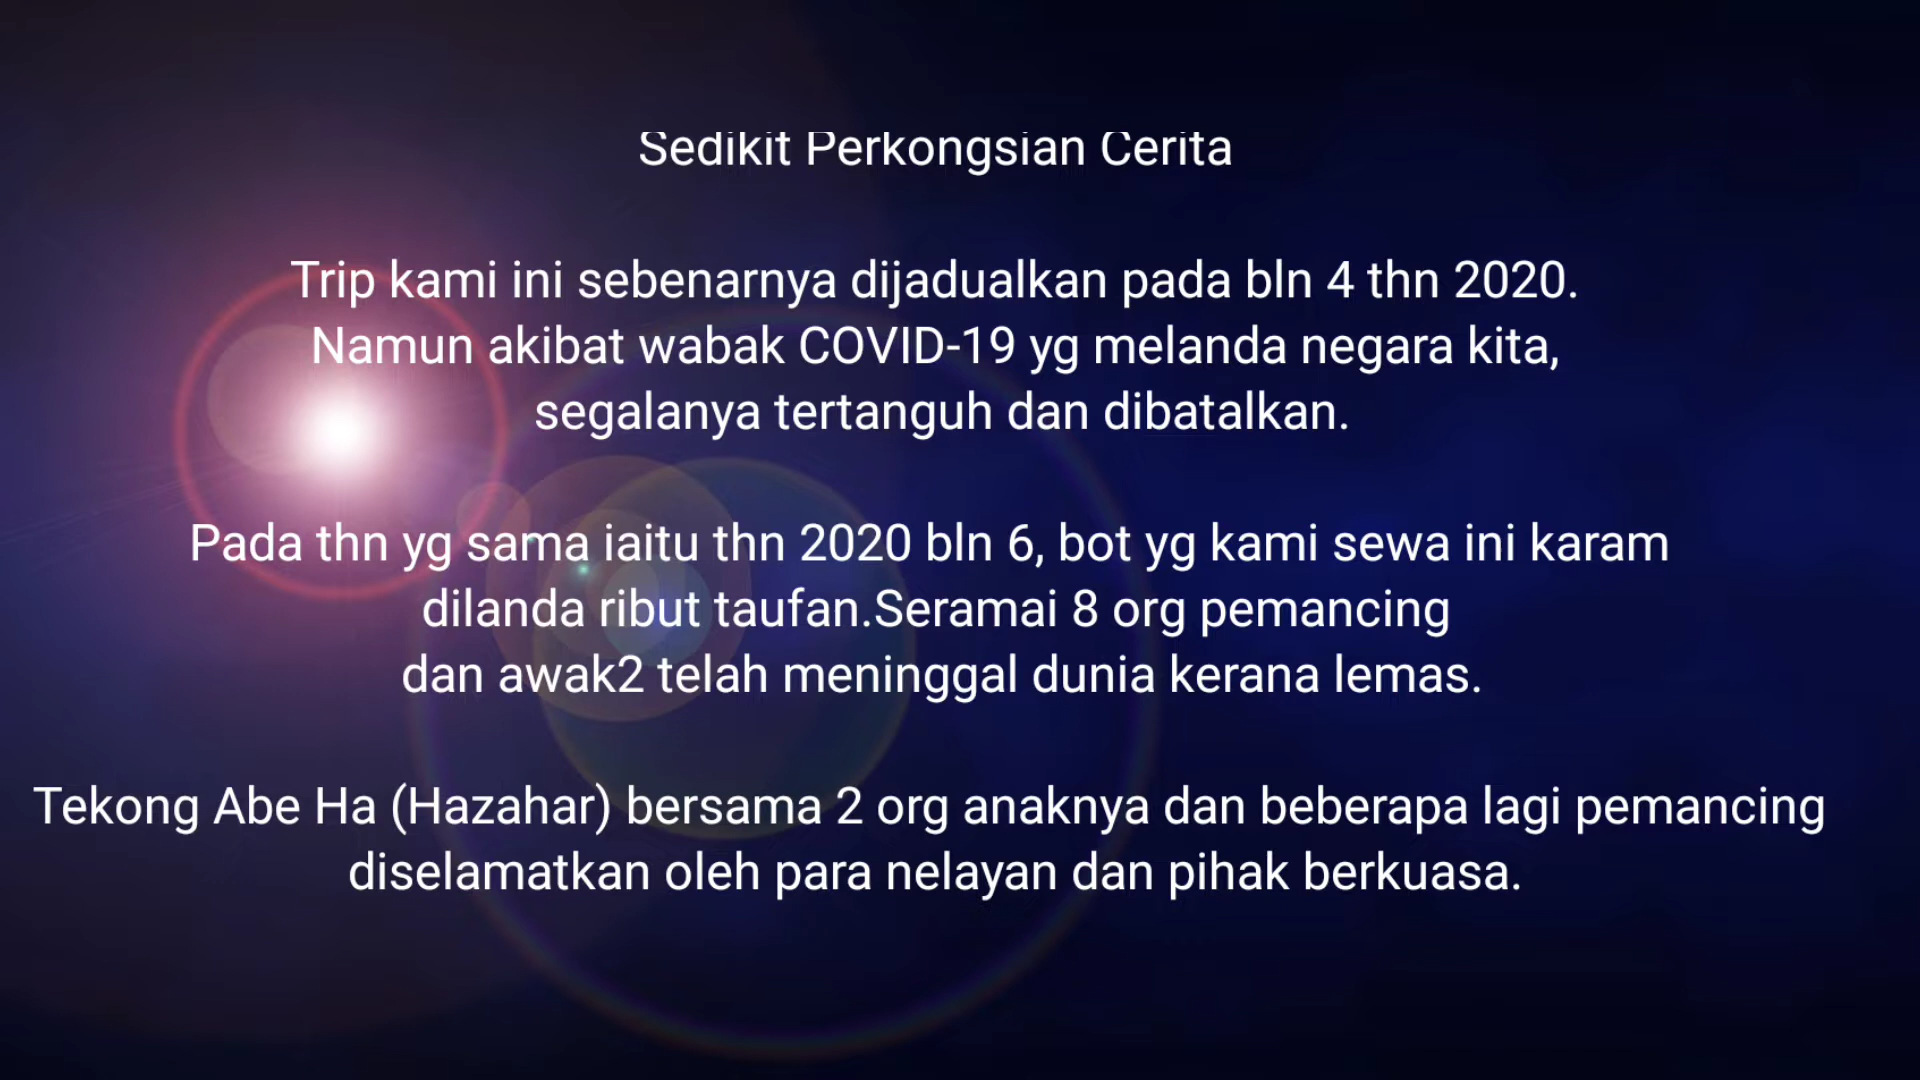 Sedikit Perkongsian Cerita
Trip kami ini sebenarnya dijadualkan pada bln 4 thn 2020.
Namun akibat wabak COVID-19 yg melanda negara kita,
segalanya tertanguh dan dibatalkan.
Pada thn yg sama iaitu thn 2020 bln 6, bot yg kami sewa ini karam
dilanda ribut taufan.Seramai 8 org pemancing
dan awak2 telah meninggal dunia kerana lemas.
Tekong Abe Ha (Hazahar) bersama 2 org anaknya dan beberapa lagi pemancing
diselamatkan oleh para nelayan dan pihak berkuasa.